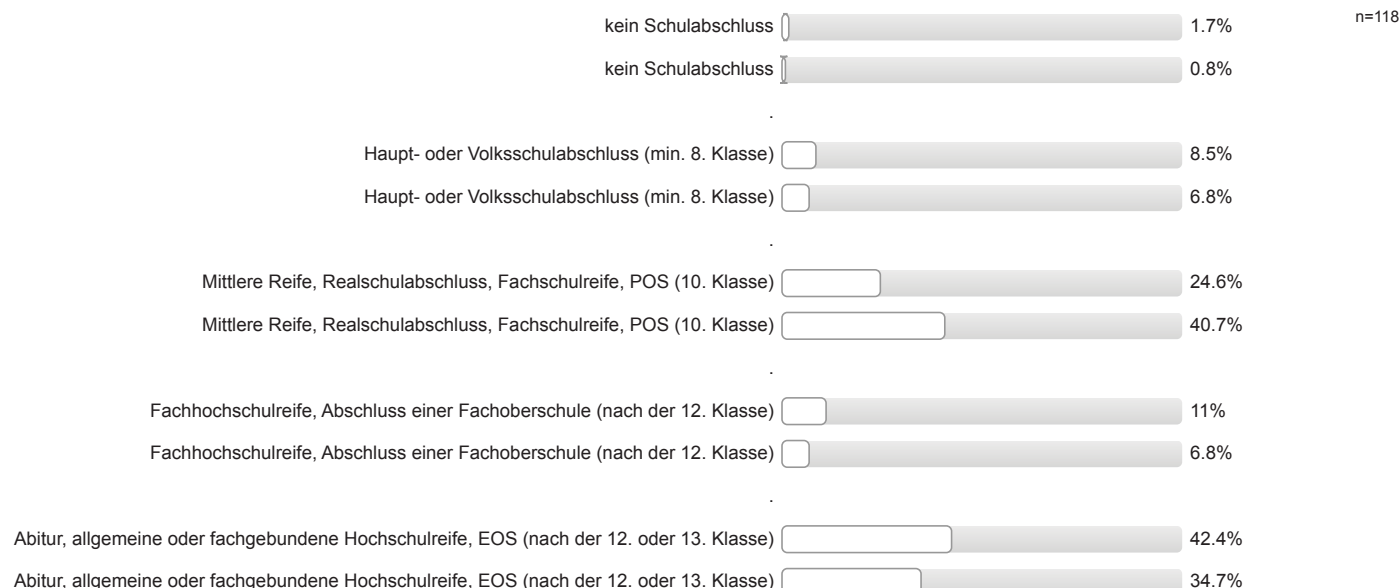 kein Schulabschluss 1.7% n=118
kein Schulabschluss 0.8%
.
Haupt- oder Volksschulabschluss (min. 8. Klasse) 8.5%
Haupt- oder Volksschulabschluss (min. 8. Klasse) 6.8%
.
Mittlere Reife, Realschulabschluss, Fachschulreife, POS (10. Klasse) 24.6%
Mittlere Reife, Realschulabschluss, Fachschulreife, POS (10. Klasse) 40.7%
.
Fachhochschulreife, Abschluss einer Fachoberschule (nach der 12. Klasse) 11%
Fachhochschulreife, Abschluss einer Fachoberschule (nach der 12. Klasse) 6.8%
.
Abitur, allgemeine oder fachgebundene Hochschulreife, EOS (nach der 12. oder 13. Klasse) 42.4%
Abitur, allgemeine oder fachgebundene Hochschulreife, EOS (nach der 12. oder 13. Klasse) 34.7%